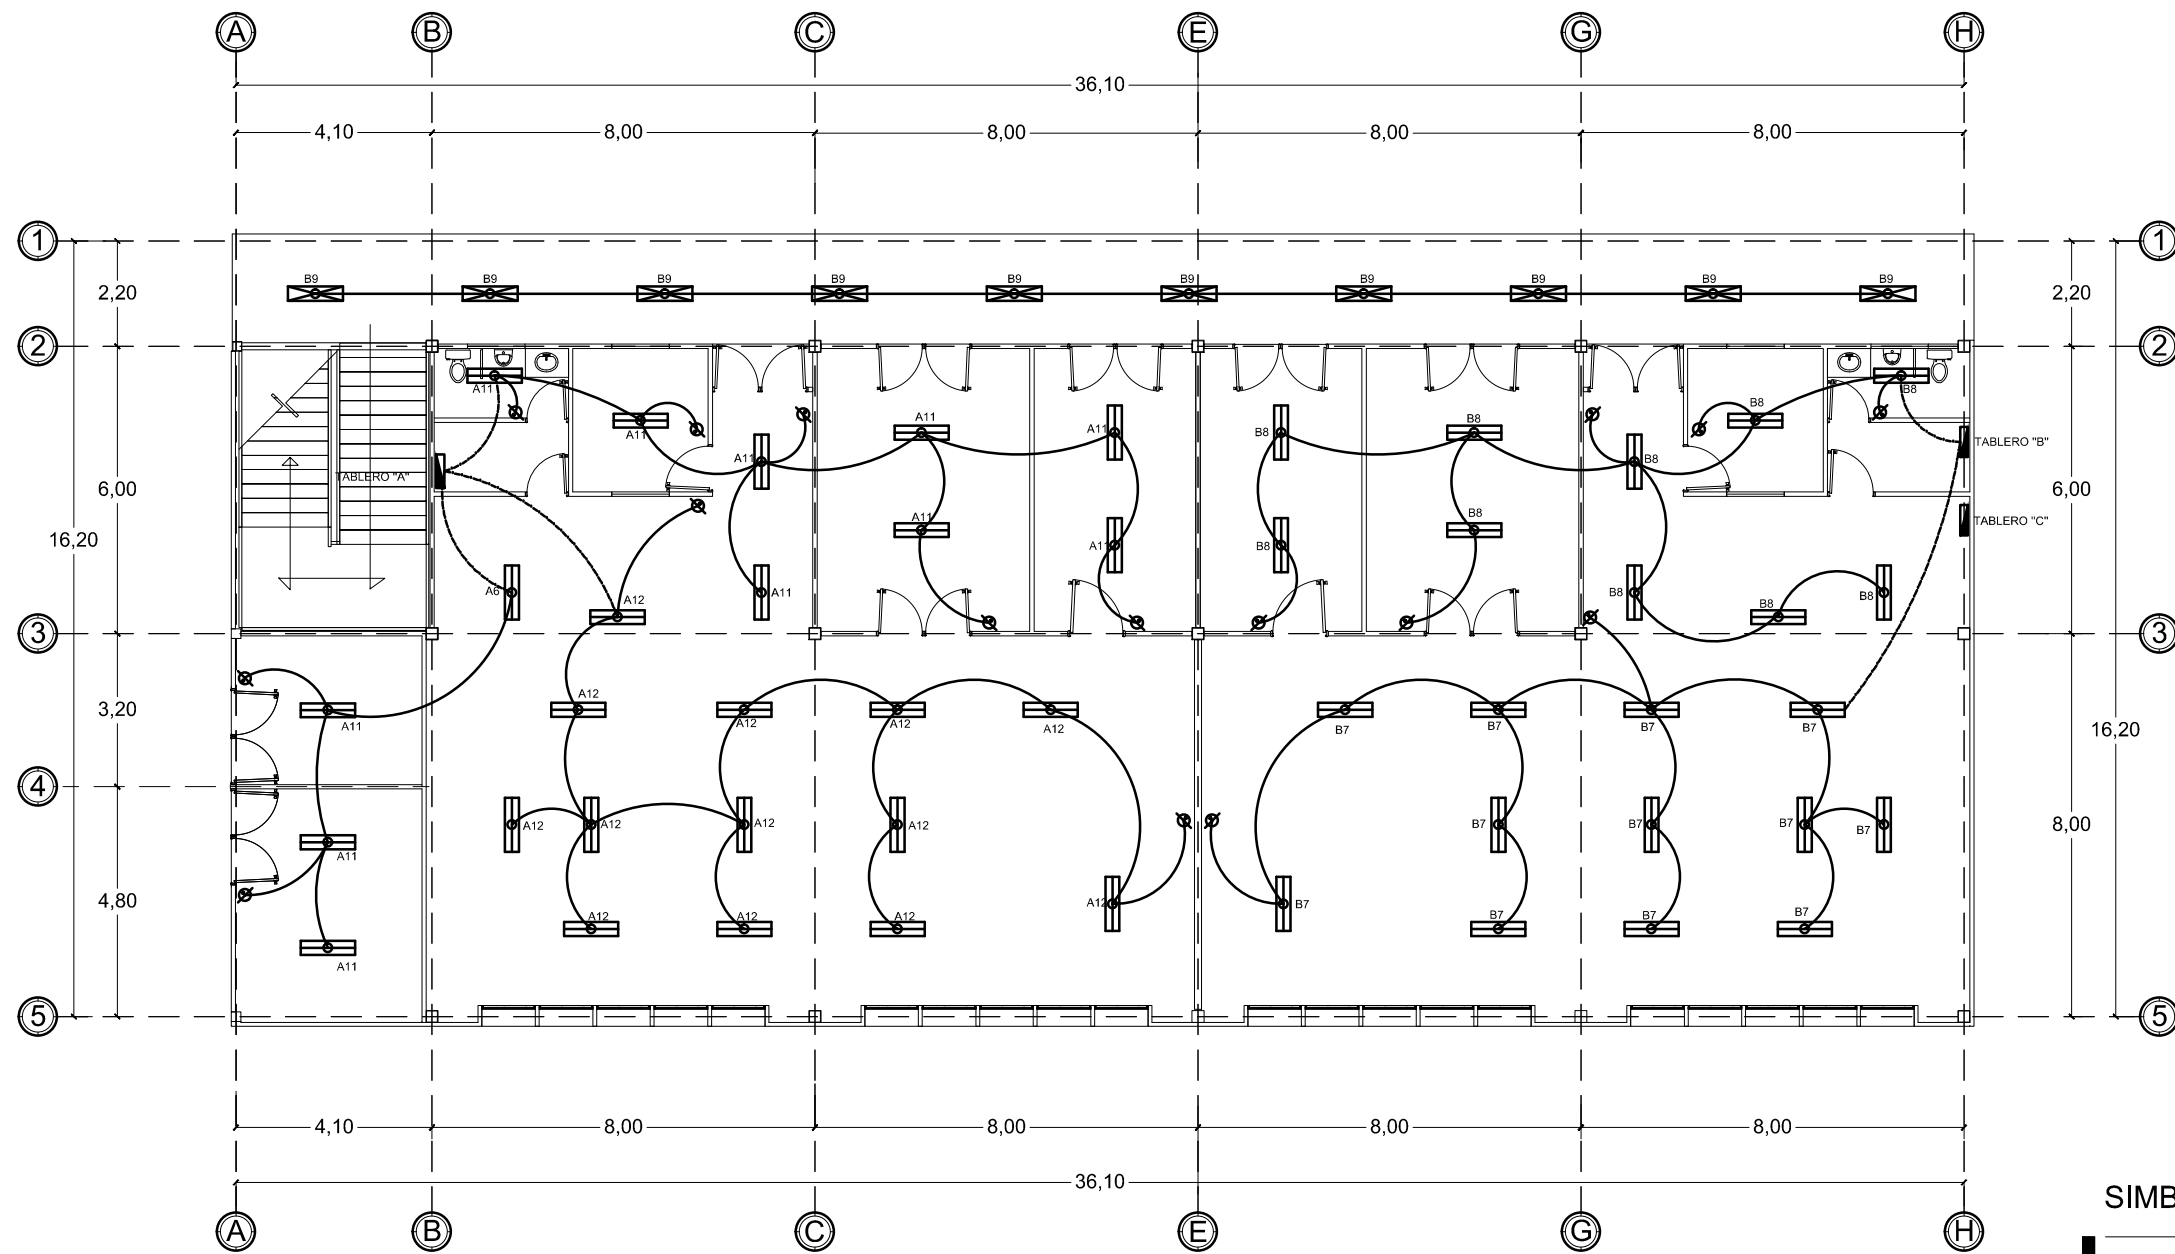 A B C E G H
36,10
4,10 8,00 8,00 8,00 8,00
1 1
B9 B9 B9 B9 B9 B9 B9 B9 B9 B9
2,20 2,20
2 2
A11 B8
A11 A11 A11 B8 B8 B8
A11 B8
TABLERO "B"
TABLERO "A"
6,00 6,00
A11 B8
TABLERO "C"
16,20
A11 B8
A6 A12 A11 B8 B8 B8
3 3
A12
3,20
A11 A12 A12 A12 B7 B7 B7 B7
16,20
4
A12 A12 A12 A12 B7 B7 B7 B7
8,00
A11
4,80
A12 B7
A12 A12 A12 B7 B7 B7
A11
5 5
4,10 8,00 8,00 8,00 8,00
36,10
SIMB
A B C E G H